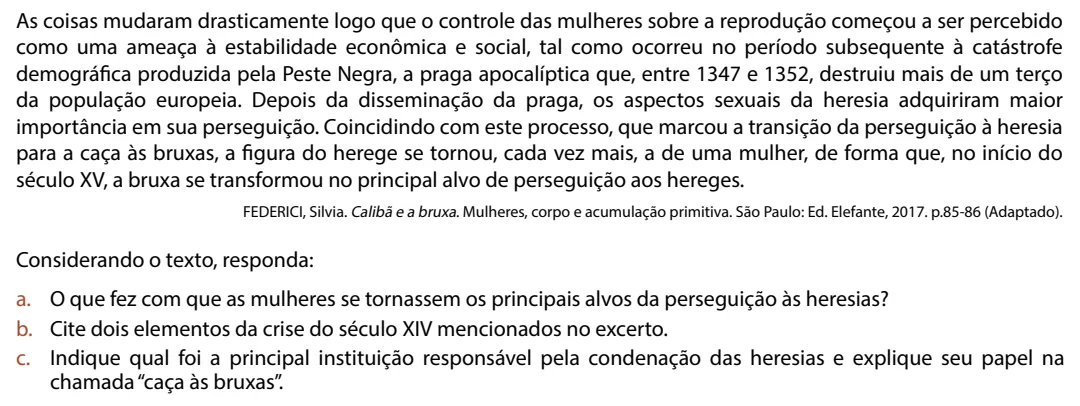 As coisas mudaram drasticamente logo que o controle das mulheres sobre a reprodução começou a ser percebido
como uma ameaça à estabilidade econômica e social, tal como ocorreu no período subsequente à catástrofe
demográfica produzida pela Peste Negra, a praga apocalíptica que, entre 1347 e 1352, destruiu mais de um terço
da população europeia. Depois da disseminação da praga, os aspectos sexuais da heresia adquiriram maior
importância em sua perseguição. Coincidindo com este processo, que marcou a transição da perseguição à heresia
para a caça às bruxas, a figura do herege se tornou, cada vez mais, a de uma mulher, de forma que, no início do
século XV, a bruxa se transformou no principal alvo de perseguição aos hereges.
FEDERICI, Silvia. Calibã e a bruxa. Mulheres, corpo e acumulação primitiva. São Paulo: Ed. Elefante, 2017. p.85-86 (Adaptado).
Considerando o texto, responda:
a. O que fez com que as mulheres se tornassem os principais alvos da perseguição às heresias?
b. Cite dois elementos da crise do século XIV mencionados no excerto.
c. Indique qual foi a principal instituição responsável pela condenação das heresias e explique seu papel na
chamada “caça às bruxas”.